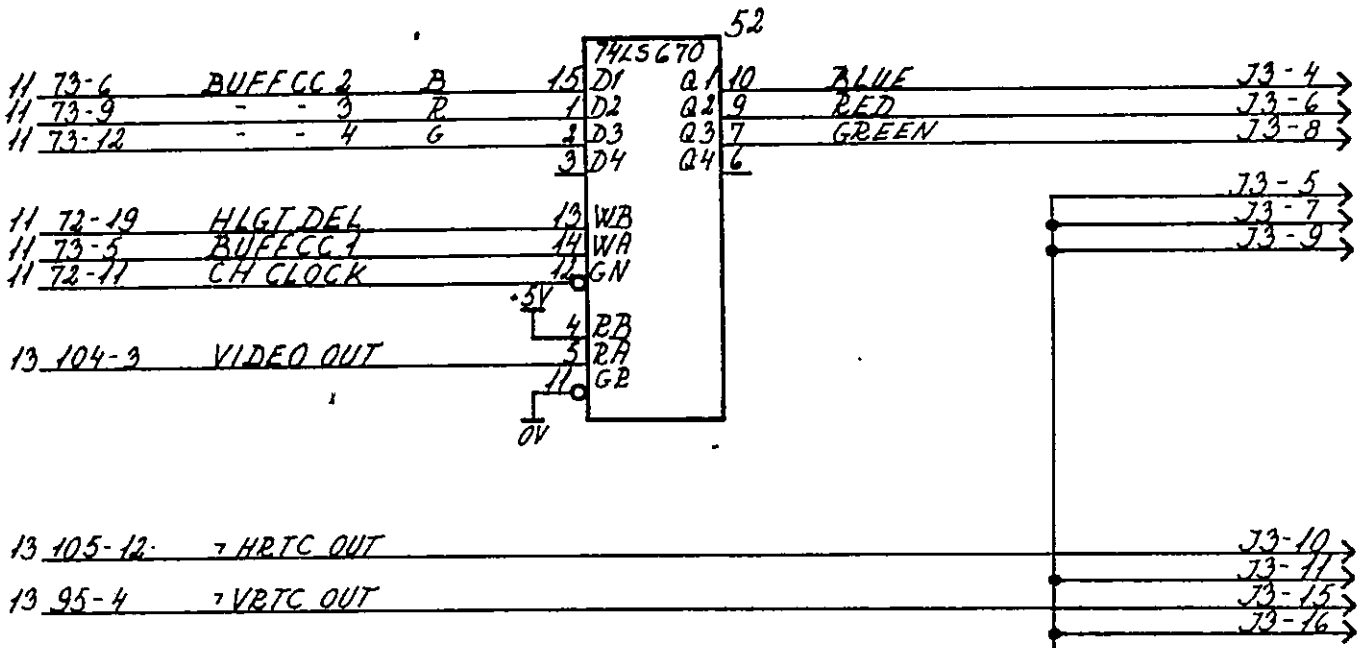 52
74LS670
11 73-6 BUFFCC 2 B 15 D1 Q1 10 BLUE J3-4
11 73-9 - - 3 R 1 D2 Q2 9 RED J3-6
11 73-12 - - 4 G 2 D3 Q3 7 GREEN J3-8
3 D4 Q4 6
J3-5
11 72-19 HLGT DEL 13 WB J3-7
11 73-5 BUFFCC 1 14 WA J3-9
11 72-11 CH CLOCK 12 GN
+5V
4 RB
13 104-3 VIDEO OUT 5 RA
11 GR
0V
13 105-12 ¬ HRTC OUT J3-10
J3-11
13 95-4 ¬ VRTC OUT J3-15
J3-16